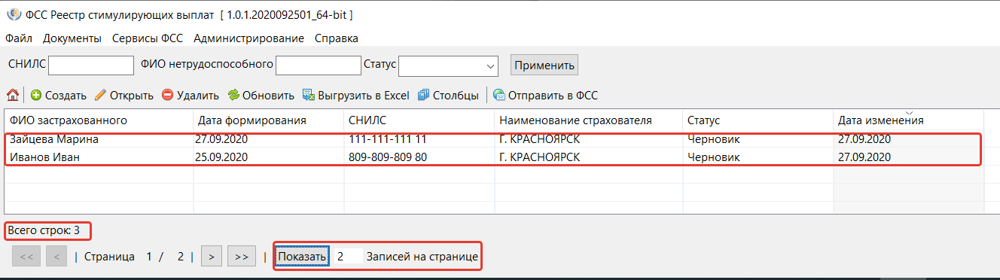 ФСС Реестр стимулирующих выплат [ 1.0.1.2020092501_64-bit ]
Файл Документы Сервисы ФСС Администрирование Справка
СНИЛС ФИО нетрудоспособного Статус Применить
Создать Открыть Удалить Обновить Выгрузить в Excel Столбцы Отправить в ФСС
ФИО застрахованного Дата формирования СНИЛС Наименование страхователя Статус Дата изменения
Зайцева Марина 27.09.2020 111-111-111 11 Г. КРАСНОЯРСК Черновик 27.09.2020
Иванов Иван 25.09.2020 809-809-809 80 Г. КРАСНОЯРСК Черновик 27.09.2020
Всего строк: 3
<< < | Страница 1 / 2 | > >> | Показать 2 Записей на странице